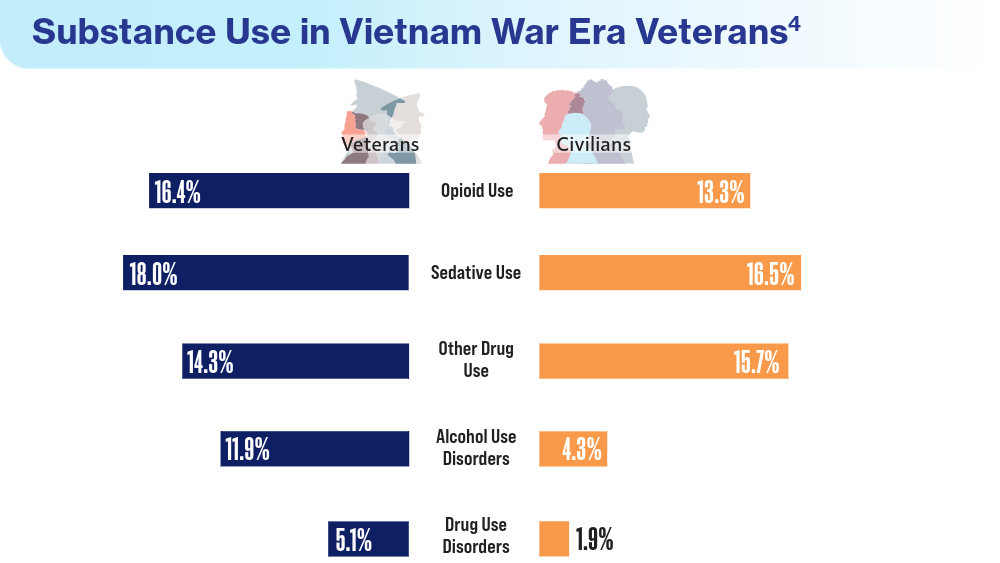 Substance Use in Vietnam War Era Veterans⁴
Veterans
Civilians
16.4%
Opioid Use
13.3%
18.0%
Sedative Use
16.5%
14.3%
Other Drug
Use
15.7%
11.9%
Alcohol Use
Disorders
4.3%
5.1%
Drug Use
Disorders
1.9%